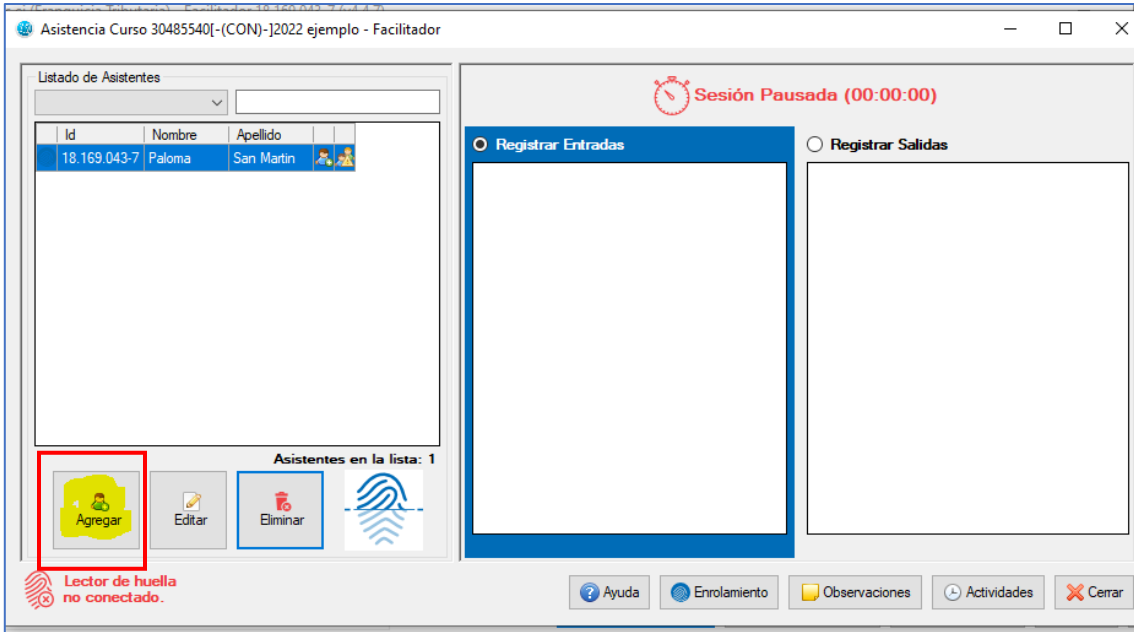 Asistencia Curso 30485540[-(CON)-]2022 ejemplo - Facilitador
Listado de Asistentes
Id Nombre Apellido
18.169.043-7 Paloma San Martin
Asistentes en la lista: 1
Agregar Editar Eliminar
Lector de huella
no conectado.
Sesión Pausada (00:00:00)
Registrar Entradas Registrar Salidas
Ayuda Enrolamiento Observaciones Actividades Cerrar